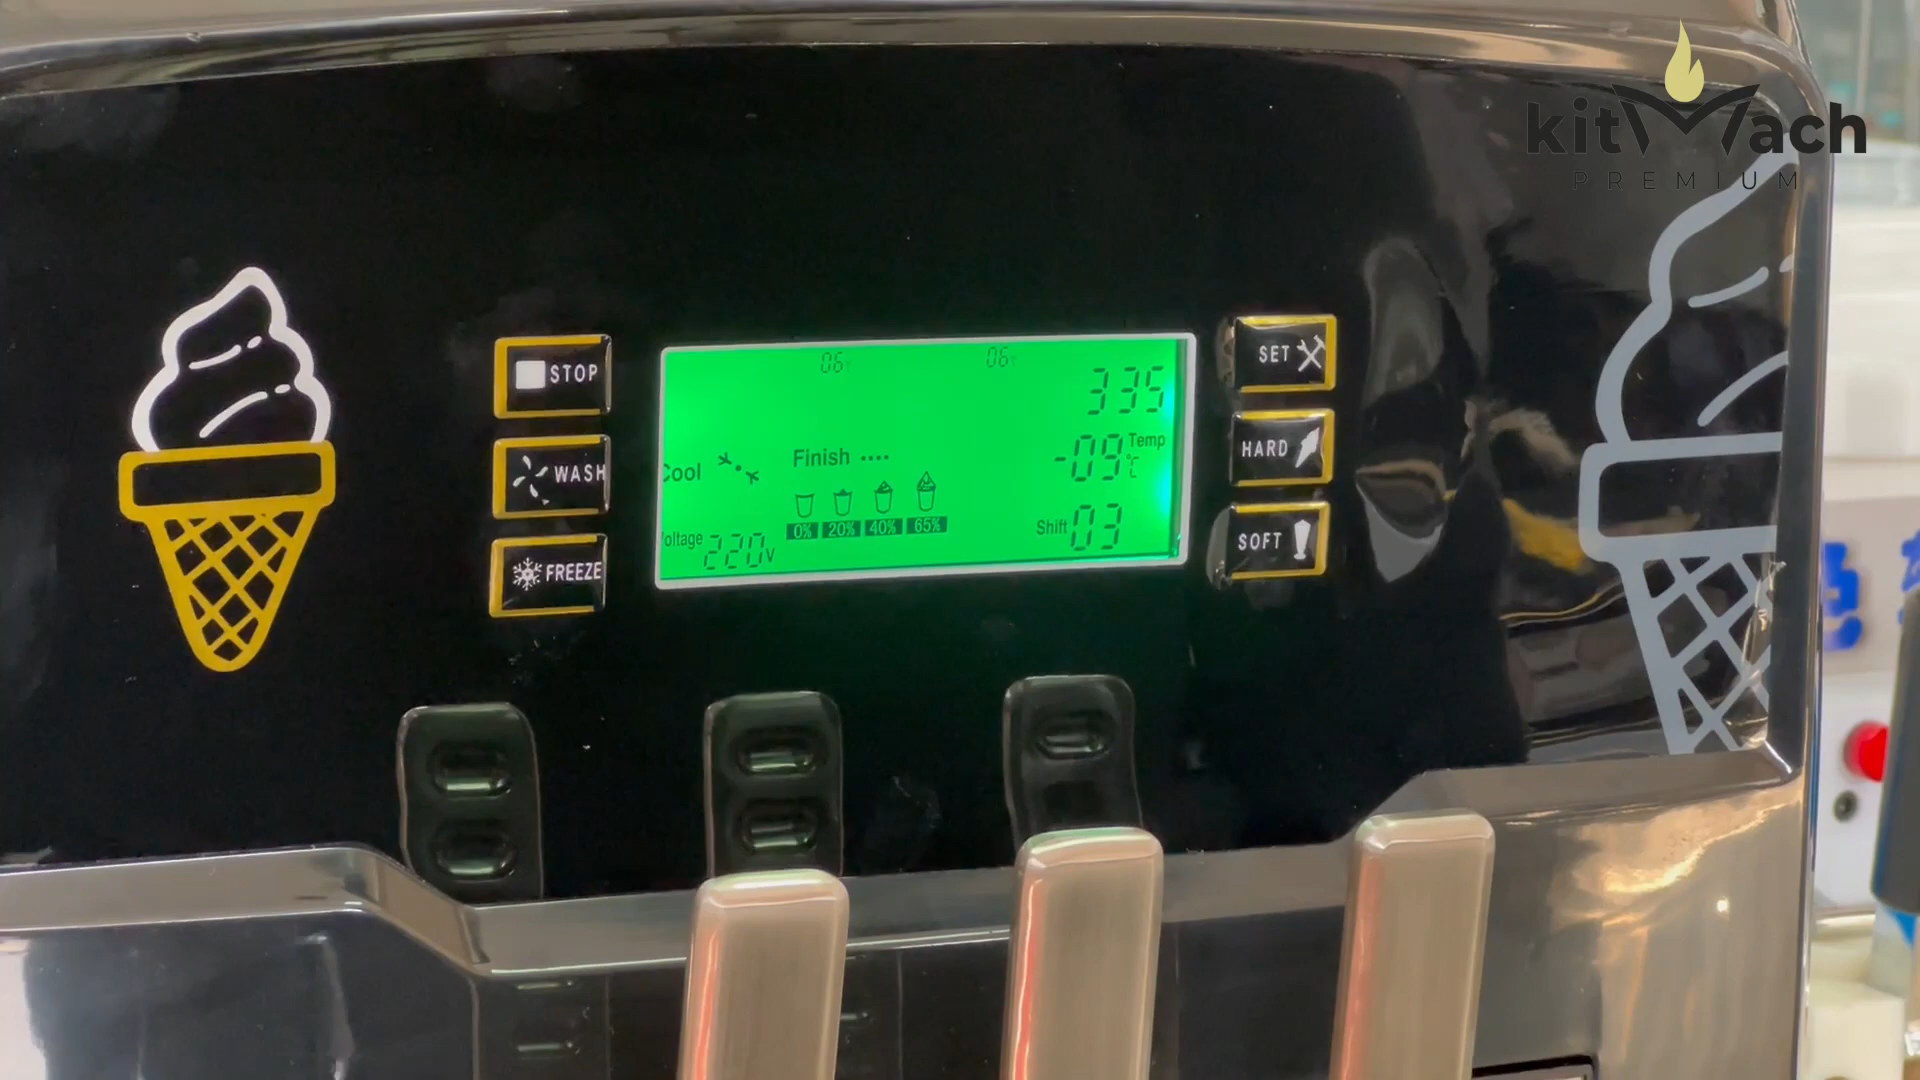 kitMach
PREMIUM
STOP
WASH
FREEZE
06
06
335
Cool
Finish ····
-09 Temp
°C
0% 20% 40% 65%
oltage 220V
Shift 03
SET
HARD
SOFT